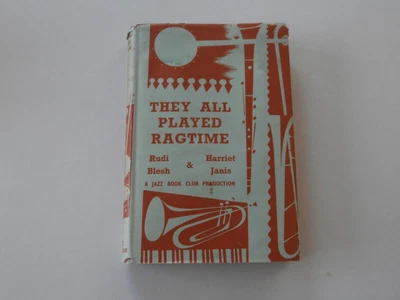 THEY ALL
PLAYED
RAGTIME
Rudi Harriet
Blesh & Janis
A JAZZ BOOK CLUB PRODUCTION